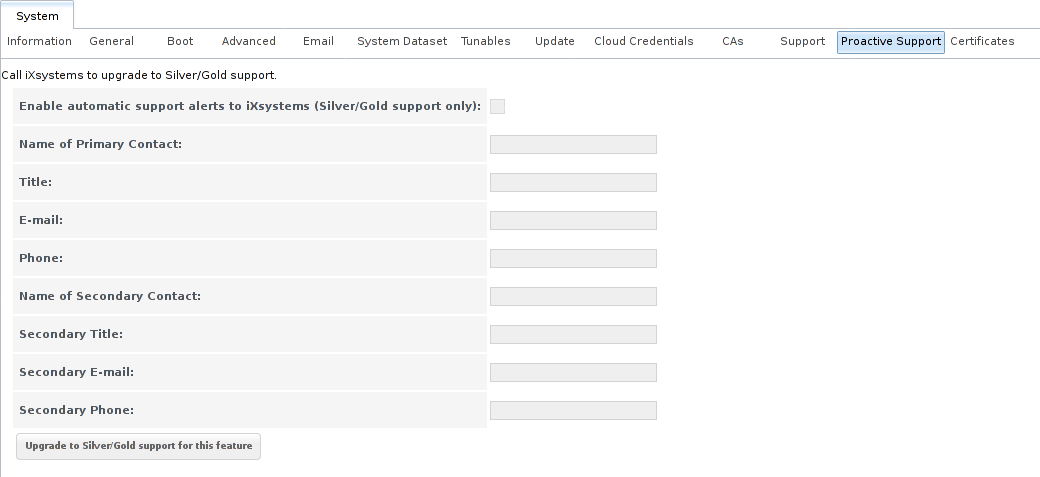 System
Information General Boot Advanced Email System Dataset Tunables Update Cloud Credentials CAs Support Proactive Support Certificates
Call iXsystems to upgrade to Silver/Gold support.
Enable automatic support alerts to iXsystems (Silver/Gold support only):
Name of Primary Contact:
Title:
E-mail:
Phone:
Name of Secondary Contact:
Secondary Title:
Secondary E-mail:
Secondary Phone:
Upgrade to Silver/Gold support for this feature